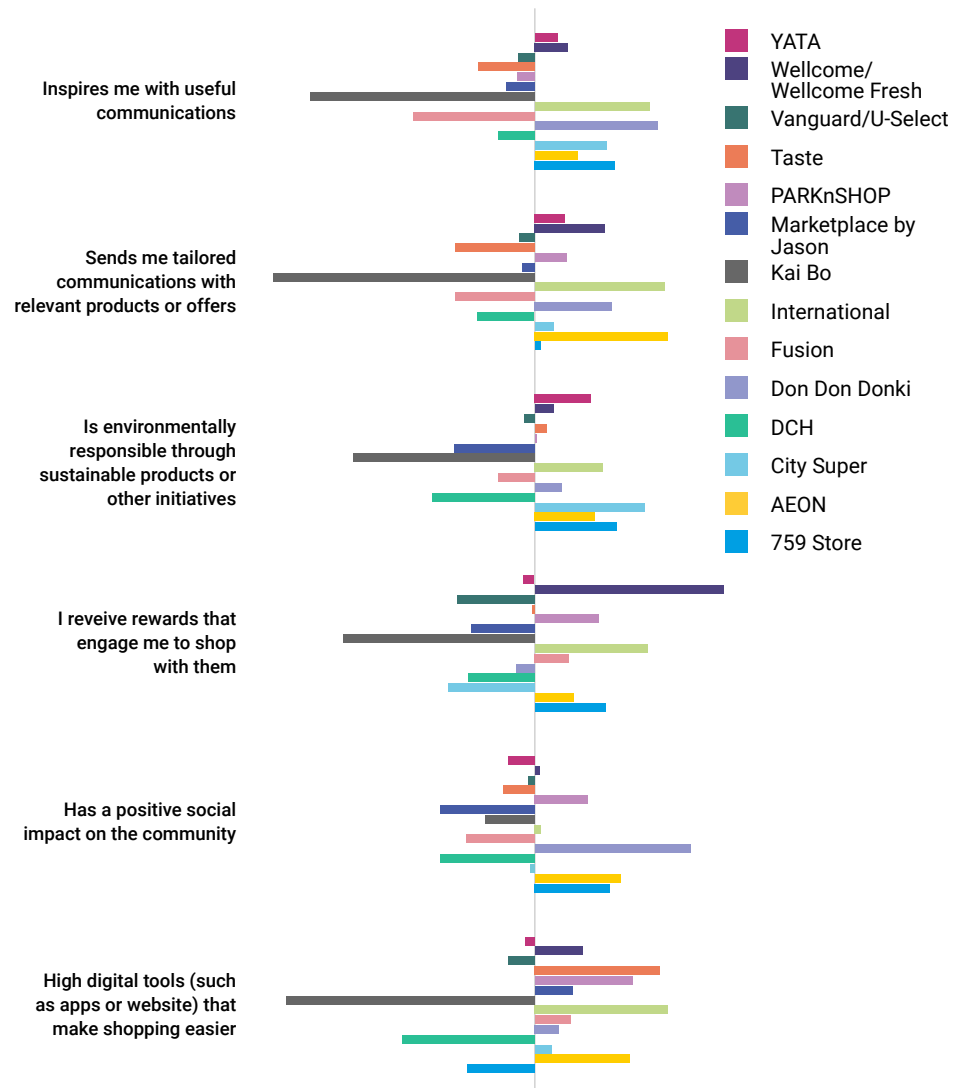 Inspires me with useful
communications
Sends me tailored
communications with
relevant products or offers
Is environmentally
responsible through
sustainable products or
other initiatives
I reveive rewards that
engage me to shop
with them
Has a positive social
impact on the community
High digital tools (such
as apps or website) that
make shopping easier
YATA
Wellcome/
Wellcome Fresh
Vanguard/U-Select
Taste
PARKnSHOP
Marketplace by
Jason
Kai Bo
International
Fusion
Don Don Donki
DCH
City Super
AEON
759 Store